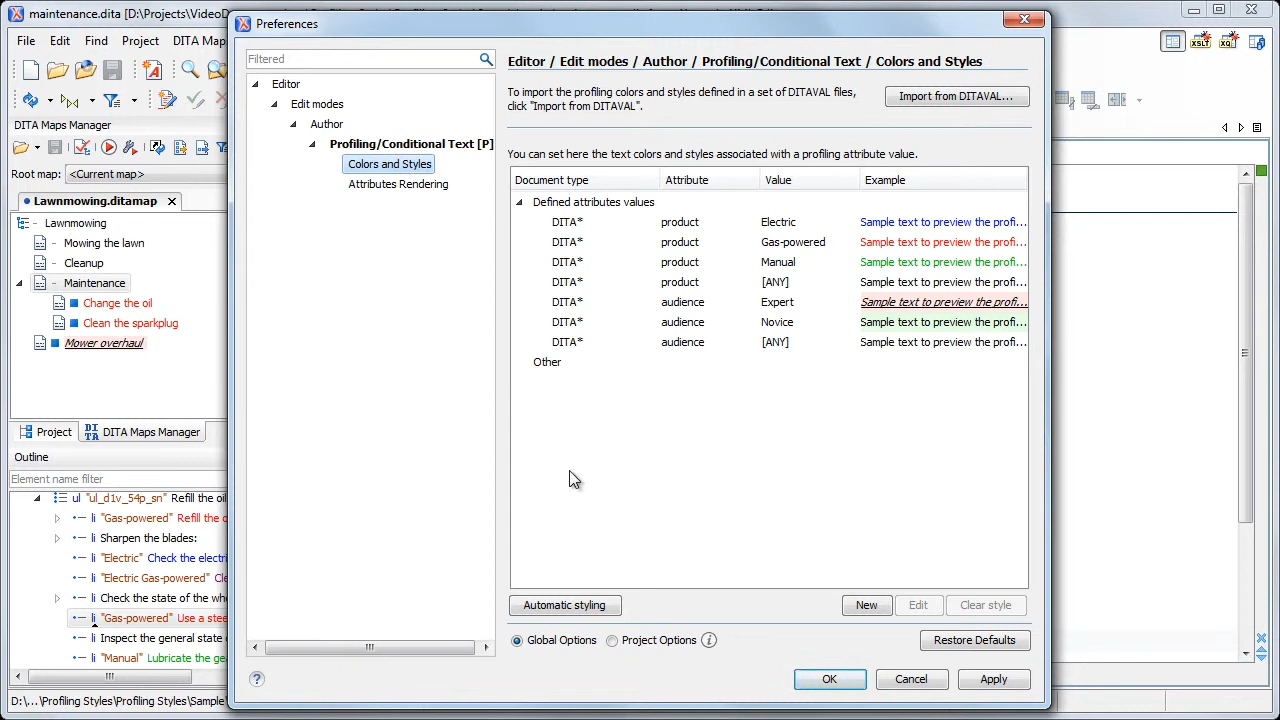 maintenance.dita [D:\Projects\VideoD
Preferences
File Edit Find Project DITA Map
DITA Maps Manager
Root map: <Current map>
Lawnmowing.ditamap
Lawnmowing
Mowing the lawn
Cleanup
Maintenance
Change the oil
Clean the sparkplug
Mower overhaul
Project DITA Maps Manager
Outline
Element name filter
ul "ul_d1v_54p_sn" Refill the oil
li "Gas-powered" Refill the o
li Sharpen the blades:
li "Electric" Check the electri
li "Electric Gas-powered" Cle
li Check the state of the whe
li "Gas-powered" Use a stee
li Inspect the general state
li "Manual" Lubricate the gea
D:\...\Profiling Styles\Profiling Styles\Sample
Filtered
Editor
Edit modes
Author
Profiling/Conditional Text [P]
Colors and Styles
Attributes Rendering
Editor / Edit modes / Author / Profiling/Conditional Text / Colors and Styles
To import the profiling colors and styles defined in a set of DITAVAL files,
click "Import from DITAVAL".
Import from DITAVAL...
You can set here the text colors and styles associated with a profiling attribute value.
Document type Attribute Value Example
Defined attributes values
DITA* product Electric Sample text to preview the profi...
DITA* product Gas-powered Sample text to preview the profi...
DITA* product Manual Sample text to preview the profi...
DITA* product [ANY] Sample text to preview the profi...
DITA* audience Expert Sample text to preview the profi...
DITA* audience Novice Sample text to preview the profi...
DITA* audience [ANY] Sample text to preview the profi...
Other
Automatic styling New Edit Clear style
Global Options Project Options Restore Defaults
OK Cancel Apply
XSLT XQ